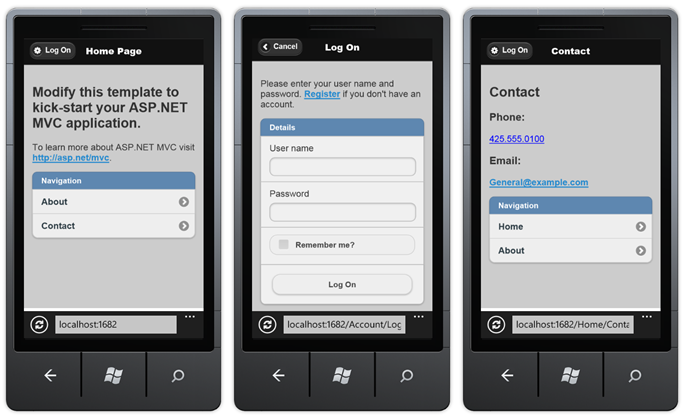 Log On
Home Page
Modify this template to
kick-start your ASP.NET
MVC application.
To learn more about ASP.NET MVC visit
http://asp.net/mvc.
Navigation
About
Contact
localhost:1682
Cancel
Log On
Please enter your user name and
password. Register if you don't have an
account.
Details
User name
Password
Remember me?
Log On
localhost:1682/Account/Log
Log On
Contact
Contact
Phone:
425.555.0100
Email:
General@example.com
Navigation
Home
About
localhost:1682/Home/Conta